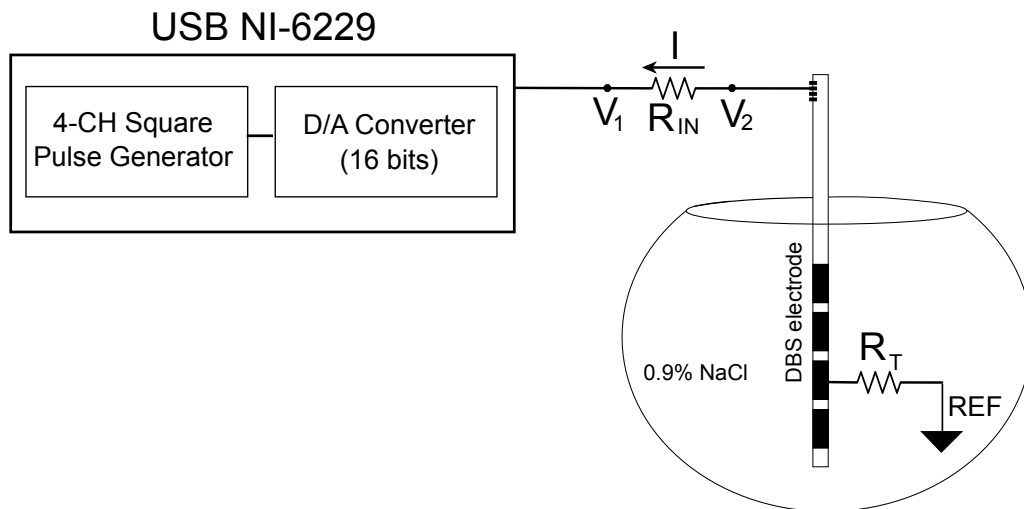 USB NI-6229
4-CH Square
Pulse Generator
D/A Converter
(16 bits)
I
V1
RIN
V2
DBS electrode
0.9% NaCl
RT
REF